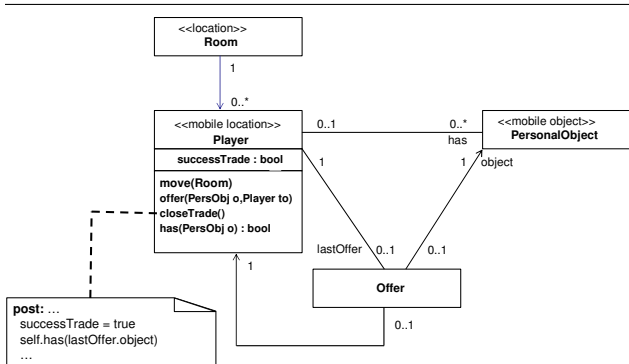 <<location>>
Room
1
0..*
<<mobile location>>
Player
successTrade : bool
move(Room)
offer(PersObj o,Player to)
closeTrade()
has(PersObj o) : bool
0..1
0..*
has
<<mobile object>>
PersonalObject
1
1 object
lastOffer
0..1
0..1
Offer
1
0..1
post: ...
successTrade = true
self.has(lastOffer.object)
...